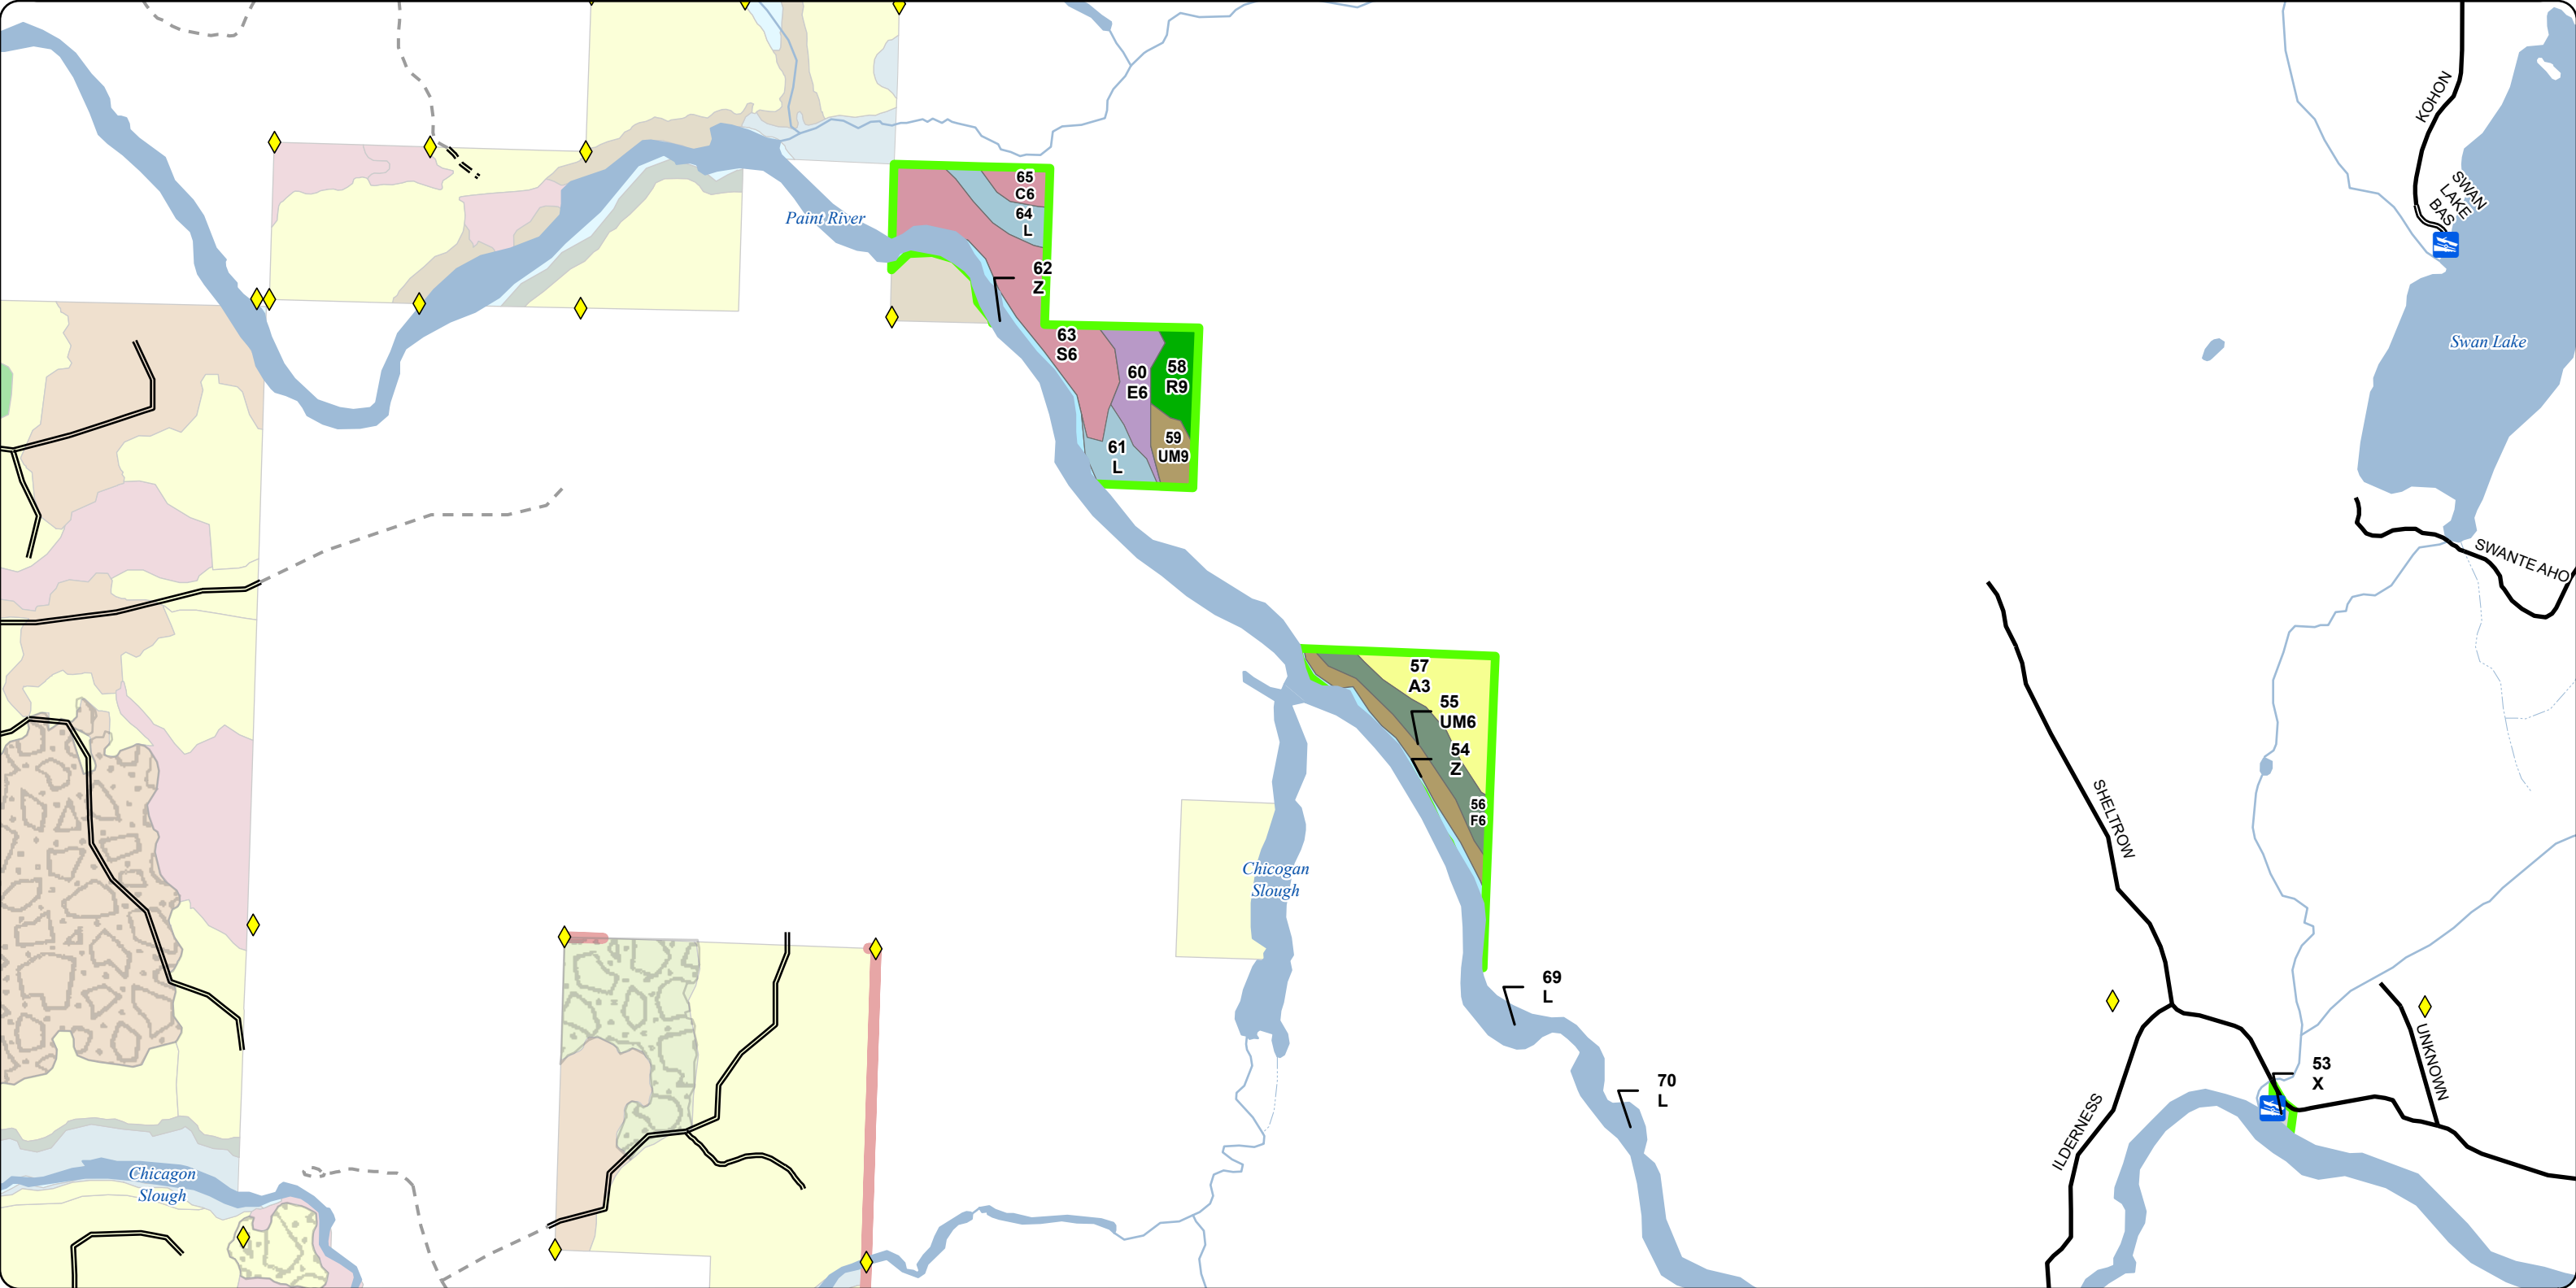 KOHON
SWAN
LAKE
BAS
65
C6
64
L
Paint River
62
Z
63
S6
60
E6
58
R9
59
UM9
61
L
Swan Lake
SWANTE AHO
57
A3
55
UM6
54
Z
56
F6
SHELTROW
Chicogan
Slough
69
L
70
L
UNKNOWN
53
X
ILDERNESS
Chicagon
Slough